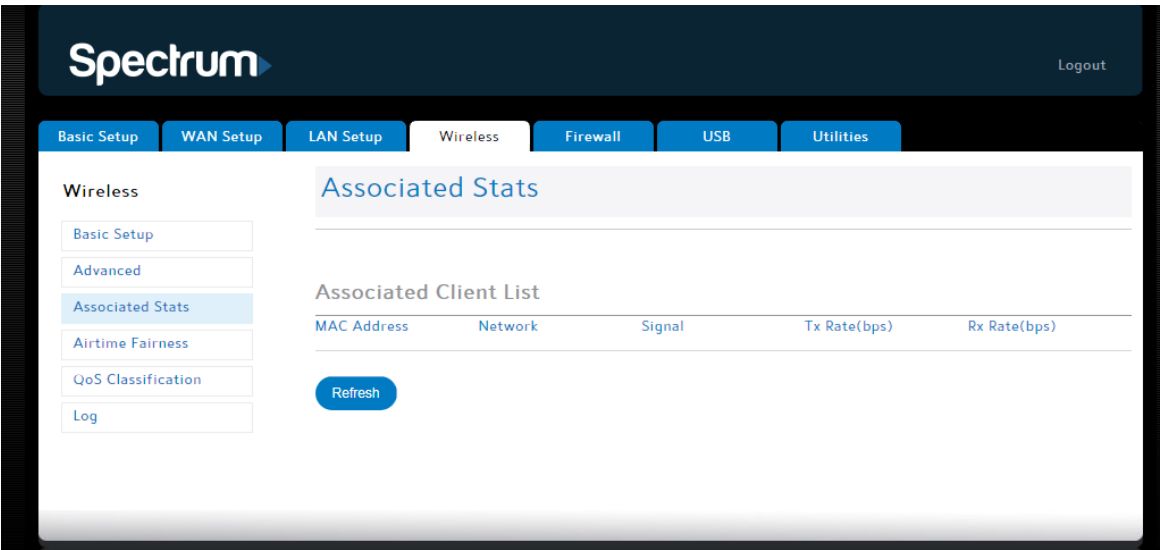 Spectrum
Logout
Basic Setup WAN Setup LAN Setup Wireless Firewall USB Utilities
Wireless
Basic Setup
Advanced
Associated Stats
Airtime Fairness
QoS Classification
Log
Associated Stats
Associated Client List
MAC Address Network Signal Tx Rate(bps) Rx Rate(bps)
Refresh